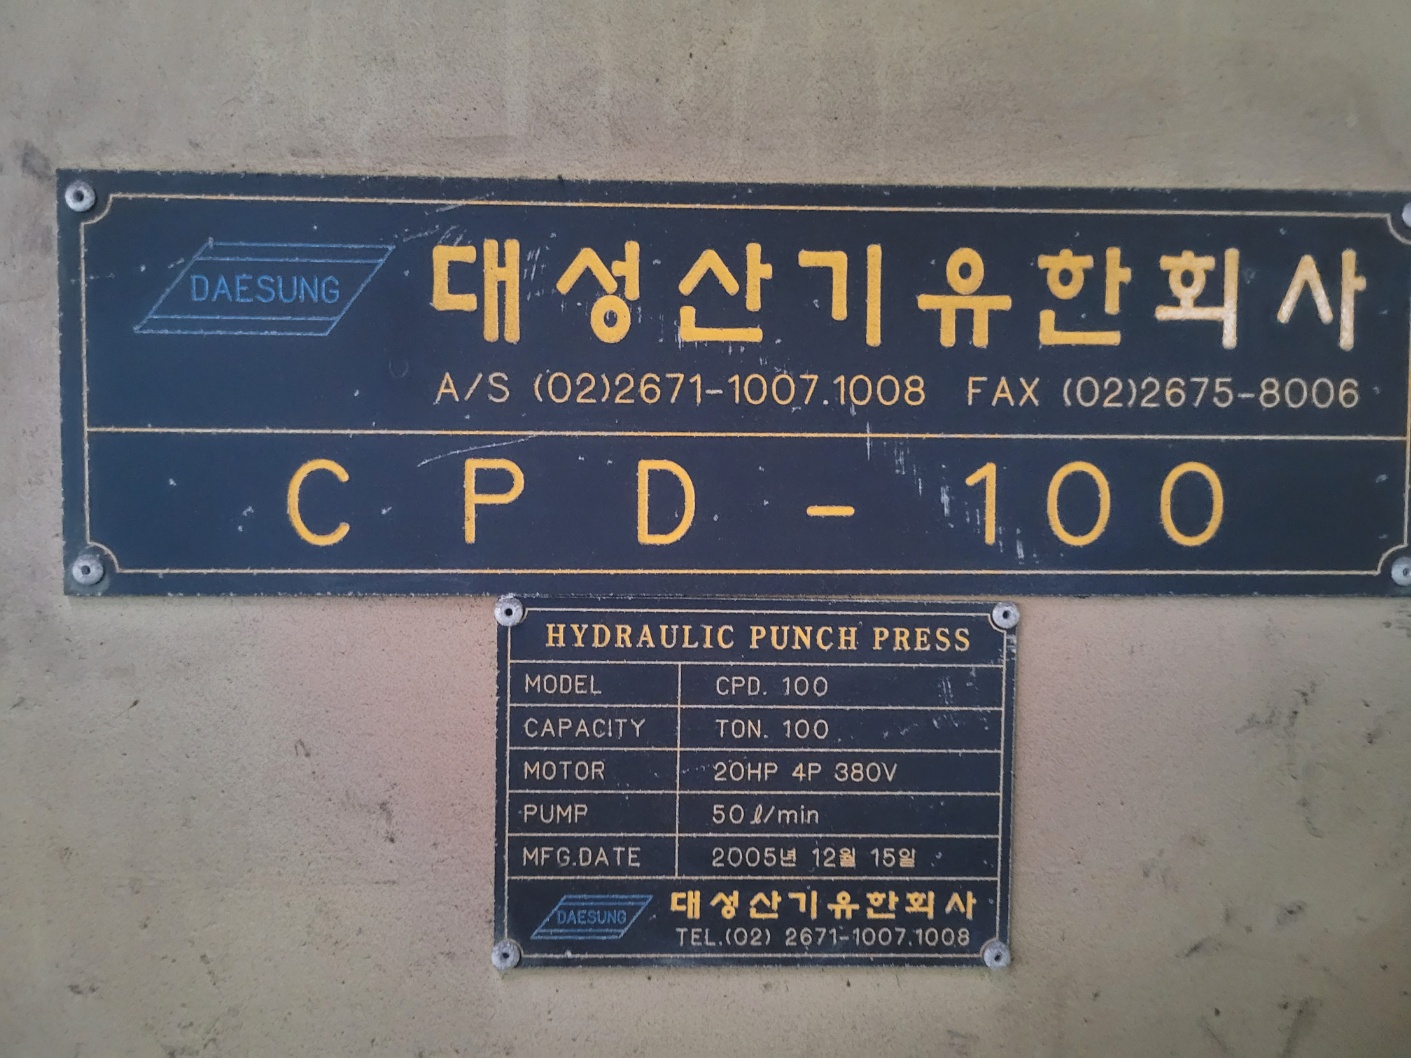 DAESUNG 대성산기유한회사
A/S (02)2671-1007.1008 FAX (02)2675-8006
CPD-100
HYDRAULIC PUNCH PRESS
MODEL CPD. 100
CAPACITY TON. 100
MOTOR 20HP 4P 380V
PUMP 50ℓ/min
MFG.DATE 2005년 12월 15일
DAESUNG 대성산기유한회사
TEL.(02) 2671-1007.1008